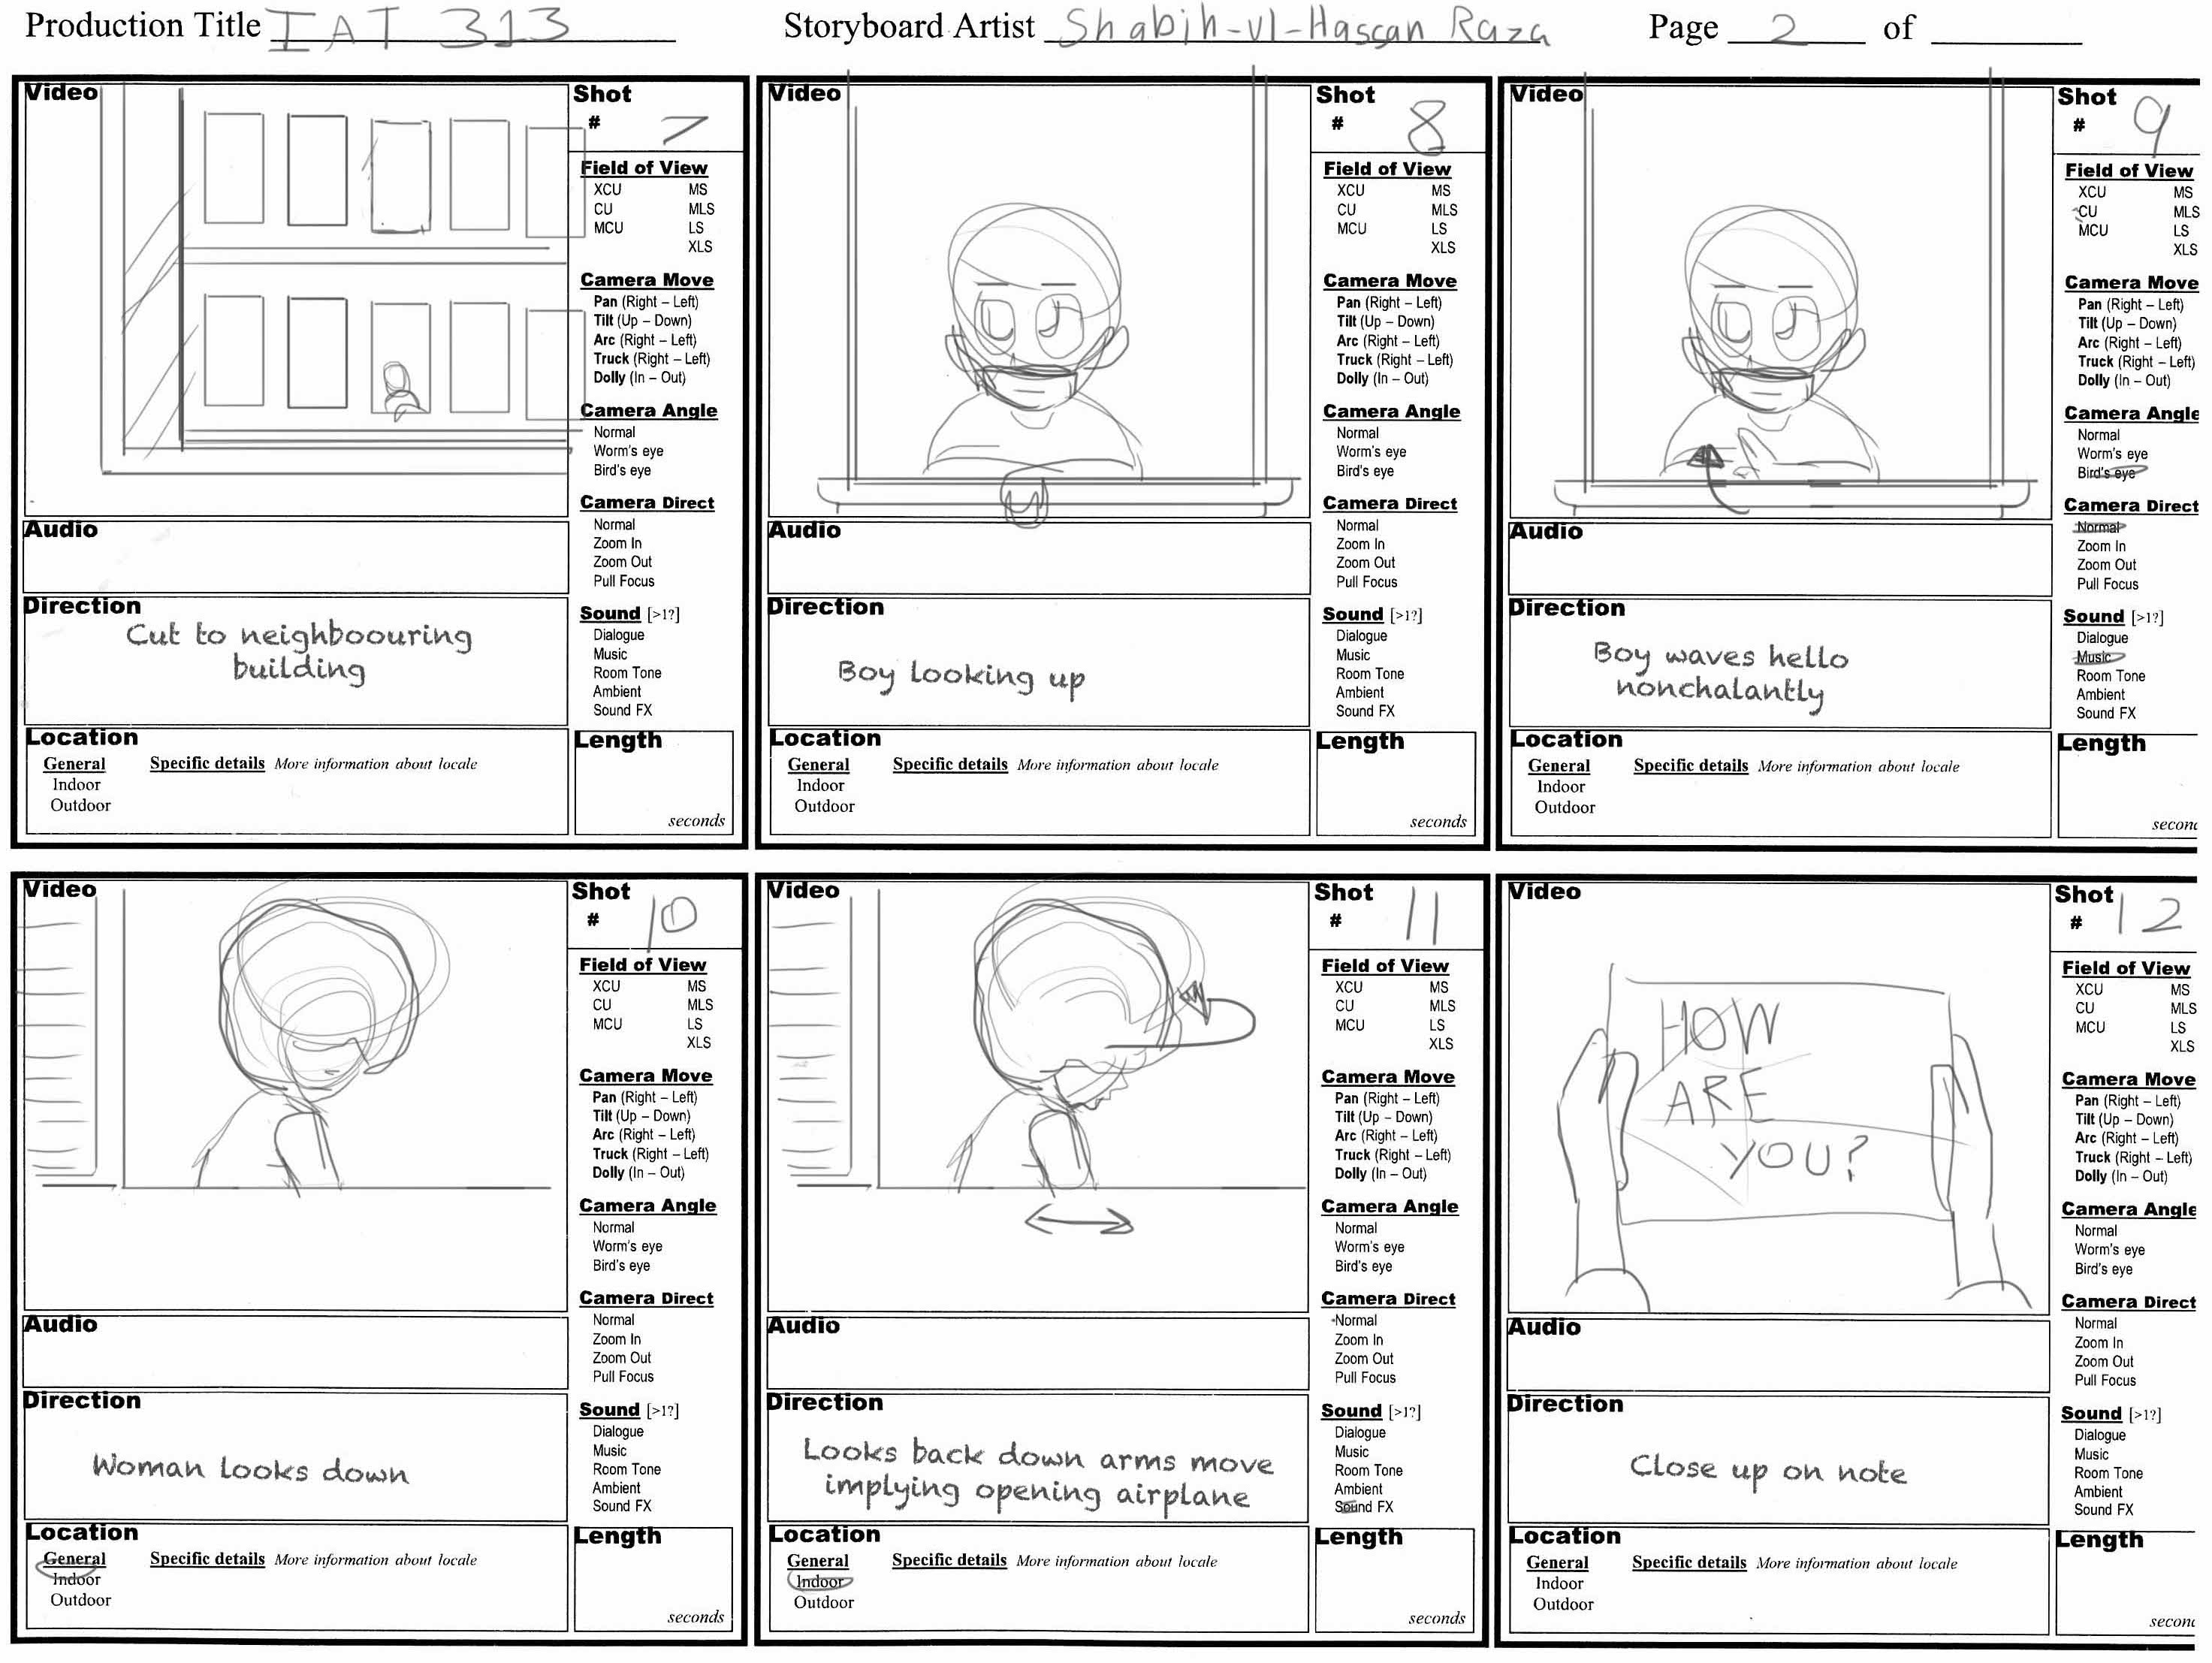 Production Title IAT 313 Storyboard Artist Shabih-ul-Hassan Raza Page 2 of
Video
Shot
# 7
Field of View
XCU MS
CU MLS
MCU LS
XLS
Camera Move
Pan (Right – Left)
Tilt (Up – Down)
Arc (Right – Left)
Truck (Right – Left)
Dolly (In – Out)
Camera Angle
Normal
Worm's eye
Bird's eye
Camera Direct
Normal
Zoom In
Zoom Out
Pull Focus
Sound [>1?]
Dialogue
Music
Room Tone
Ambient
Sound FX
Audio
Direction
Cut to neighboouring
building
Location
General Specific details More information about locale
Indoor
Outdoor
Length
seconds
Video
Shot
# 8
Field of View
XCU MS
CU MLS
MCU LS
XLS
Camera Move
Pan (Right – Left)
Tilt (Up – Down)
Arc (Right – Left)
Truck (Right – Left)
Dolly (In – Out)
Camera Angle
Normal
Worm's eye
Bird's eye
Camera Direct
Normal
Zoom In
Zoom Out
Pull Focus
Sound [>1?]
Dialogue
Music
Room Tone
Ambient
Sound FX
Audio
Direction
Boy looking up
Location
General Specific details More information about locale
Indoor
Outdoor
Length
seconds
Video
Shot
# 9
Field of View
XCU MS
CU MLS
MCU LS
XLS
Camera Move
Pan (Right – Left)
Tilt (Up – Down)
Arc (Right – Left)
Truck (Right – Left)
Dolly (In – Out)
Camera Angle
Normal
Worm's eye
Bird's eye
Camera Direct
Normal
Zoom In
Zoom Out
Pull Focus
Sound [>1?]
Dialogue
Music
Room Tone
Ambient
Sound FX
Audio
Direction
Boy waves hello
nonchalantly
Location
General Specific details More information about locale
Indoor
Outdoor
Length
secon
Video
Shot
# 10
Field of View
XCU MS
CU MLS
MCU LS
XLS
Camera Move
Pan (Right – Left)
Tilt (Up – Down)
Arc (Right – Left)
Truck (Right – Left)
Dolly (In – Out)
Camera Angle
Normal
Worm's eye
Bird's eye
Camera Direct
Normal
Zoom In
Zoom Out
Pull Focus
Sound [>1?]
Dialogue
Music
Room Tone
Ambient
Sound FX
Audio
Direction
Woman looks down
Location
General Specific details More information about locale
Indoor
Outdoor
Length
seconds
Video
Shot
# 11
Field of View
XCU MS
CU MLS
MCU LS
XLS
Camera Move
Pan (Right – Left)
Tilt (Up – Down)
Arc (Right – Left)
Truck (Right – Left)
Dolly (In – Out)
Camera Angle
Normal
Worm's eye
Bird's eye
Camera Direct
Normal
Zoom In
Zoom Out
Pull Focus
Sound [>1?]
Dialogue
Music
Room Tone
Ambient
Sound FX
Audio
Direction
Looks back down arms move
implying opening airplane
Location
General Specific details More information about locale
Indoor
Outdoor
Length
seconds
Video
HOW
ARE
YOU?
Shot
# 12
Field of View
XCU MS
CU MLS
MCU LS
XLS
Camera Move
Pan (Right – Left)
Tilt (Up – Down)
Arc (Right – Left)
Truck (Right – Left)
Dolly (In – Out)
Camera Angle
Normal
Worm's eye
Bird's eye
Camera Direct
Normal
Zoom In
Zoom Out
Pull Focus
Sound [>1?]
Dialogue
Music
Room Tone
Ambient
Sound FX
Audio
Direction
Close up on note
Location
General Specific details More information about locale
Indoor
Outdoor
Length
secon